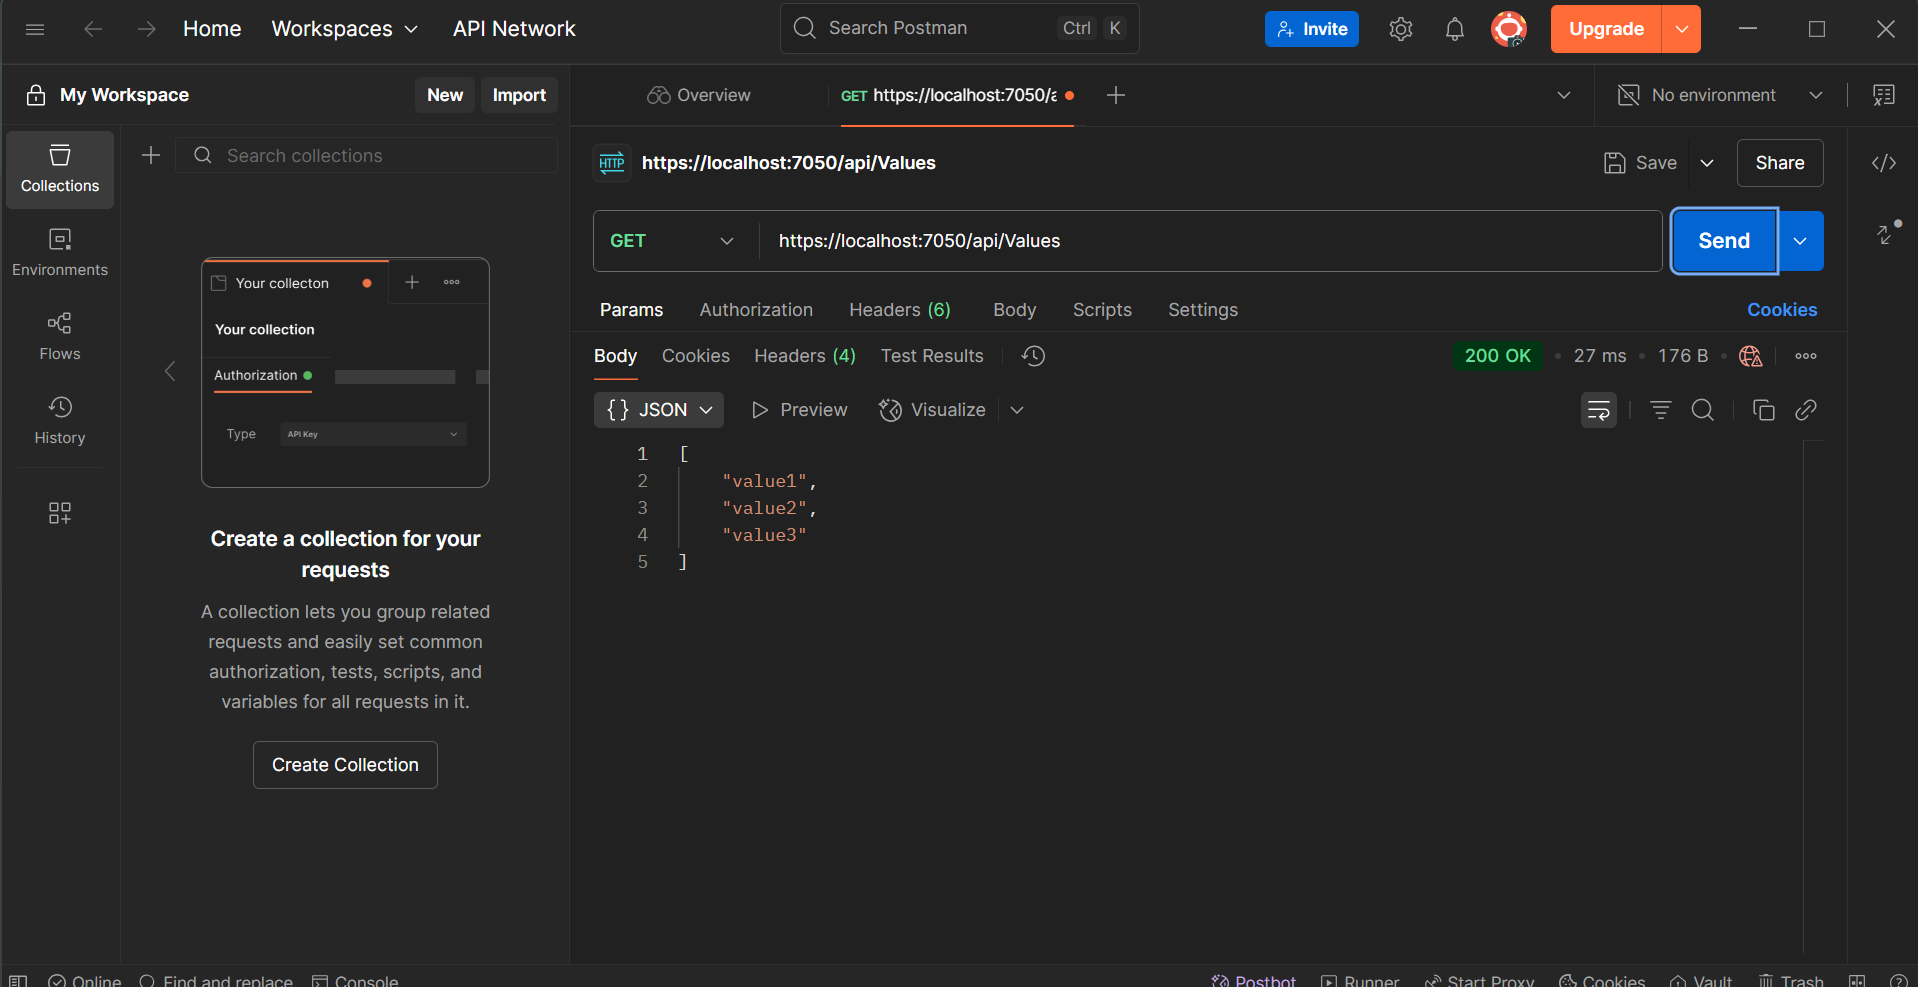 Home Workspaces API Network Search Postman Ctrl K Invite Upgrade
My Workspace New Import
Overview GET https://localhost:7050/a No environment
Collections
Environments
Flows
History
Search collections
Your collecton
Your collection
Authorization
Type API Key
Create a collection for your
requests
A collection lets you group related
requests and easily set common
authorization, tests, scripts, and
variables for all requests in it.
Create Collection
HTTP https://localhost:7050/api/Values Save Share
GET https://localhost:7050/api/Values Send
Params Authorization Headers (6) Body Scripts Settings Cookies
Body Cookies Headers (4) Test Results 200 OK 27 ms 176 B
{} JSON Preview Visualize
1 [
2 "value1",
3 "value2",
4 "value3"
5 ]
Online Find and replace Console Postbot Runner Start Proxy Cookies Vault Trash